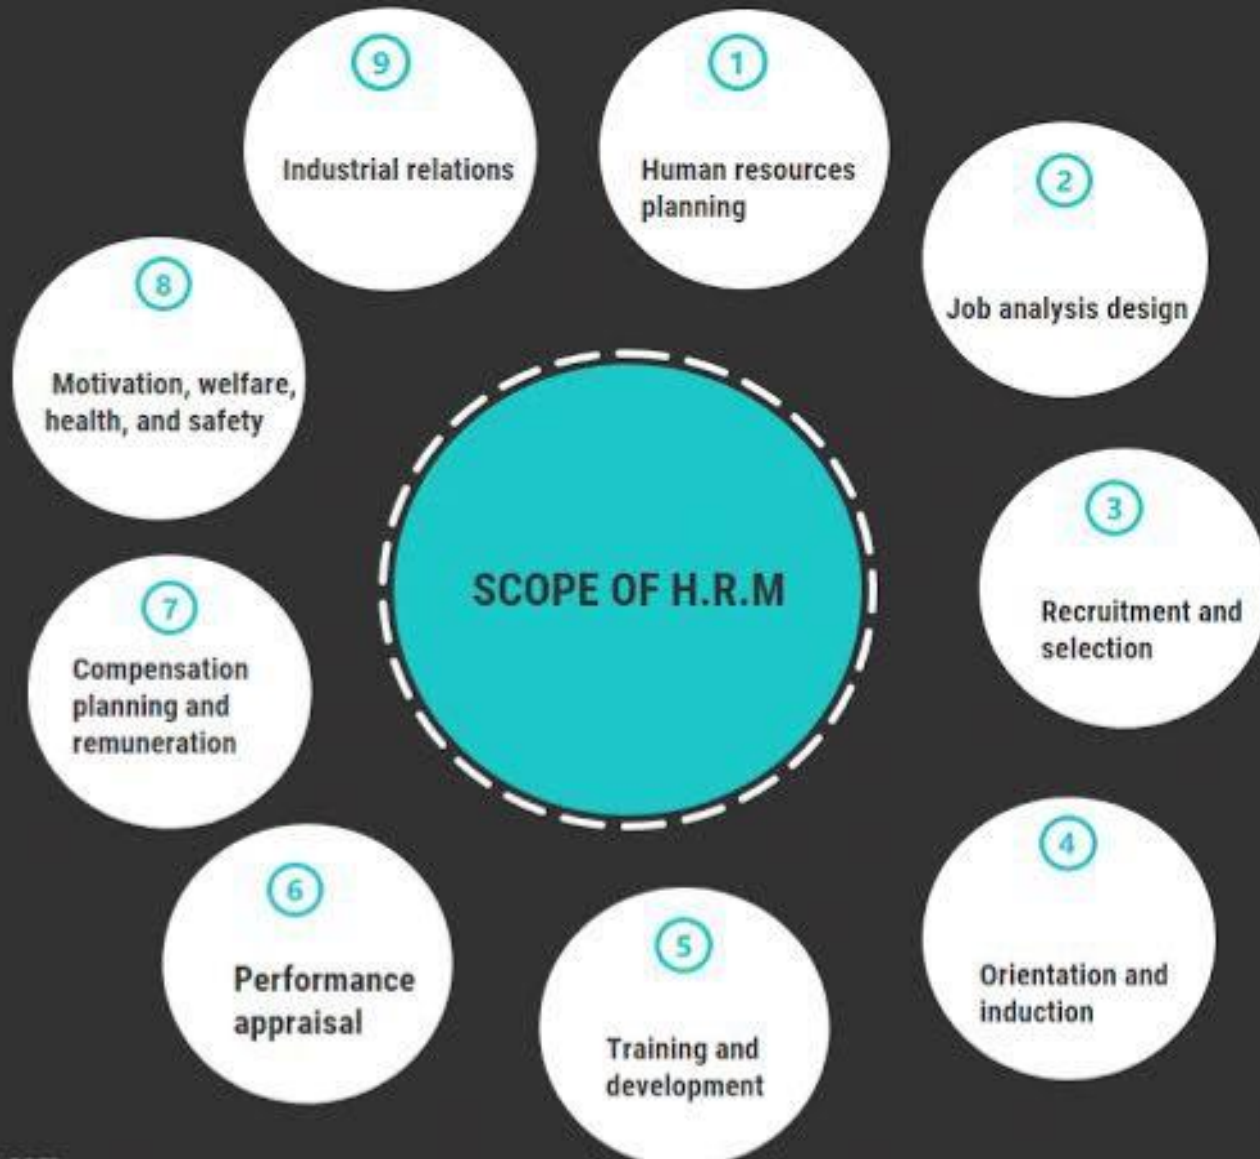 SCOPE OF H.R.M
1
Human resources
planning
2
Job analysis design
3
Recruitment and
selection
4
Orientation and
induction
5
Training and
development
6
Performance
appraisal
7
Compensation
planning and
remuneration
8
Motivation, welfare,
health, and safety
9
Industrial relations